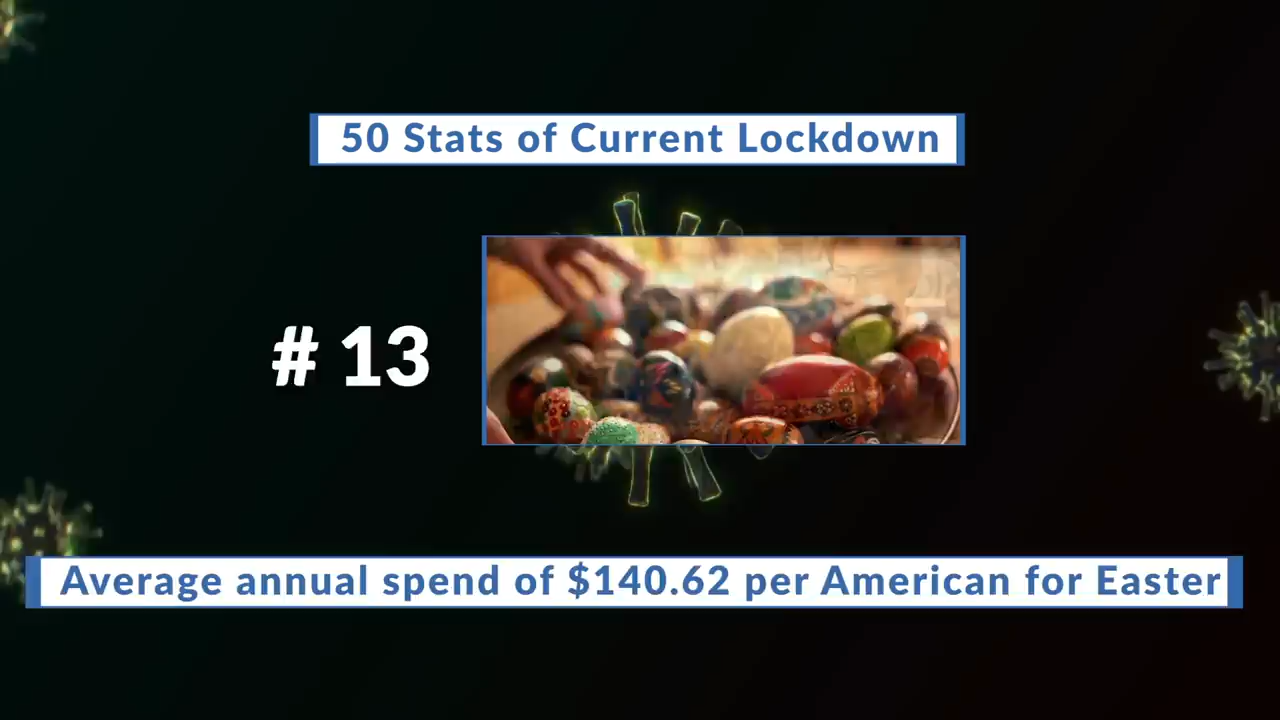 50 Stats of Current Lockdown
# 13
Average annual spend of $140.62 per American for Easter